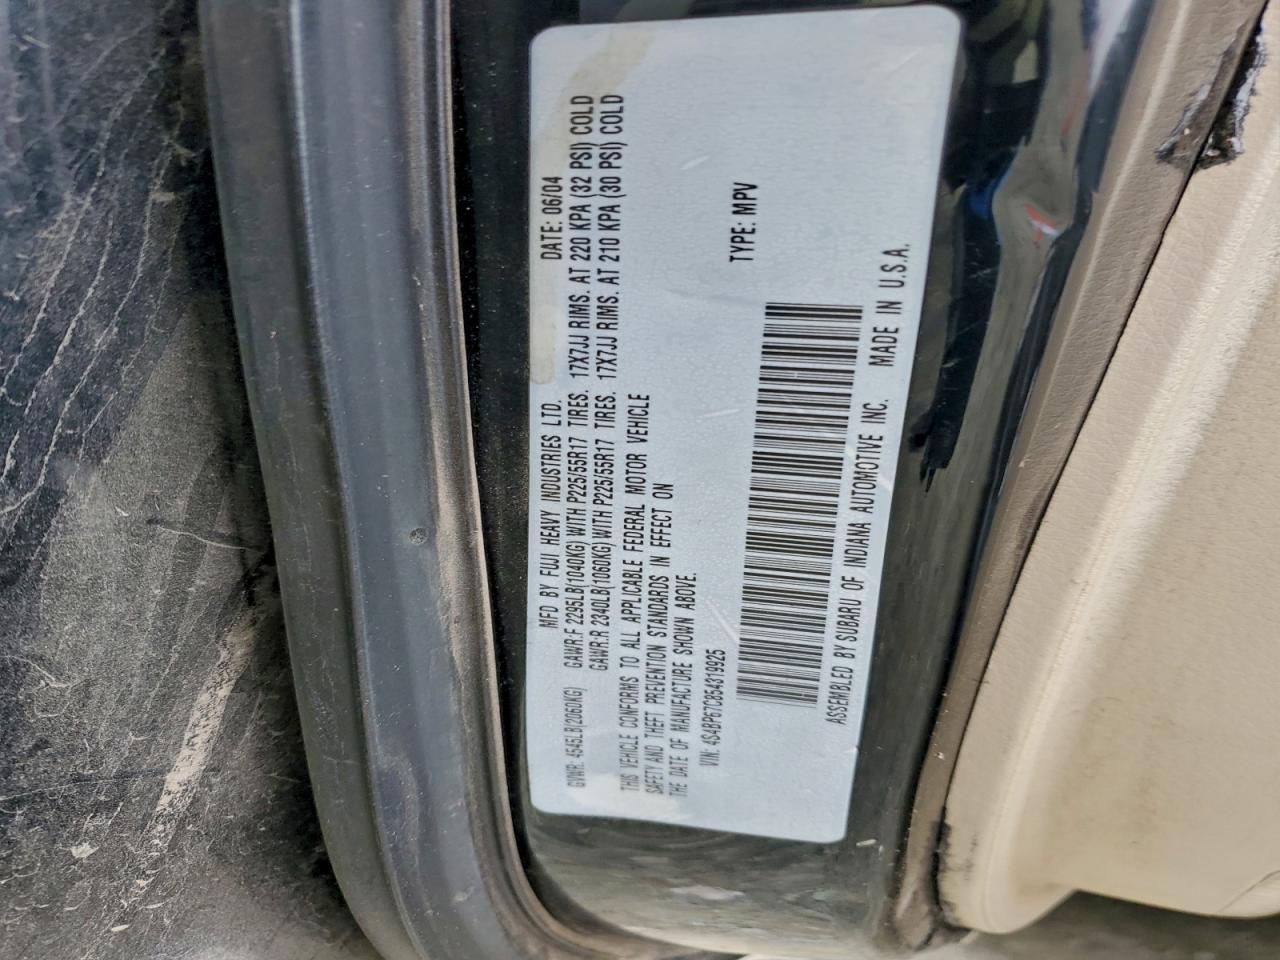 MFD BY FUJI HEAVY INDUSTRIES LTD. DATE: 06/04
GVWR: 4545LB(2060KG) GAWR:F 2295LB(1040KG) WITH P225/55R17 TIRES. 17X7JJ RIMS. AT 220 KPA (32 PSI) COLD
GAWR:R 2340LB(1060KG) WITH P225/55R17 TIRES. 17X7JJ RIMS. AT 210 KPA (30 PSI) COLD
THIS VEHICLE CONFORMS TO ALL APPLICABLE FEDERAL MOTOR VEHICLE
SAFETY AND THEFT PREVENTION STANDARDS IN EFFECT ON
THE DATE OF MANUFACTURE SHOWN ABOVE.
VIN: 4S4BP67C854319925 TYPE: MPV
ASSEMBLED BY SUBARU OF INDIANA AUTOMOTIVE INC. MADE IN U.S.A.